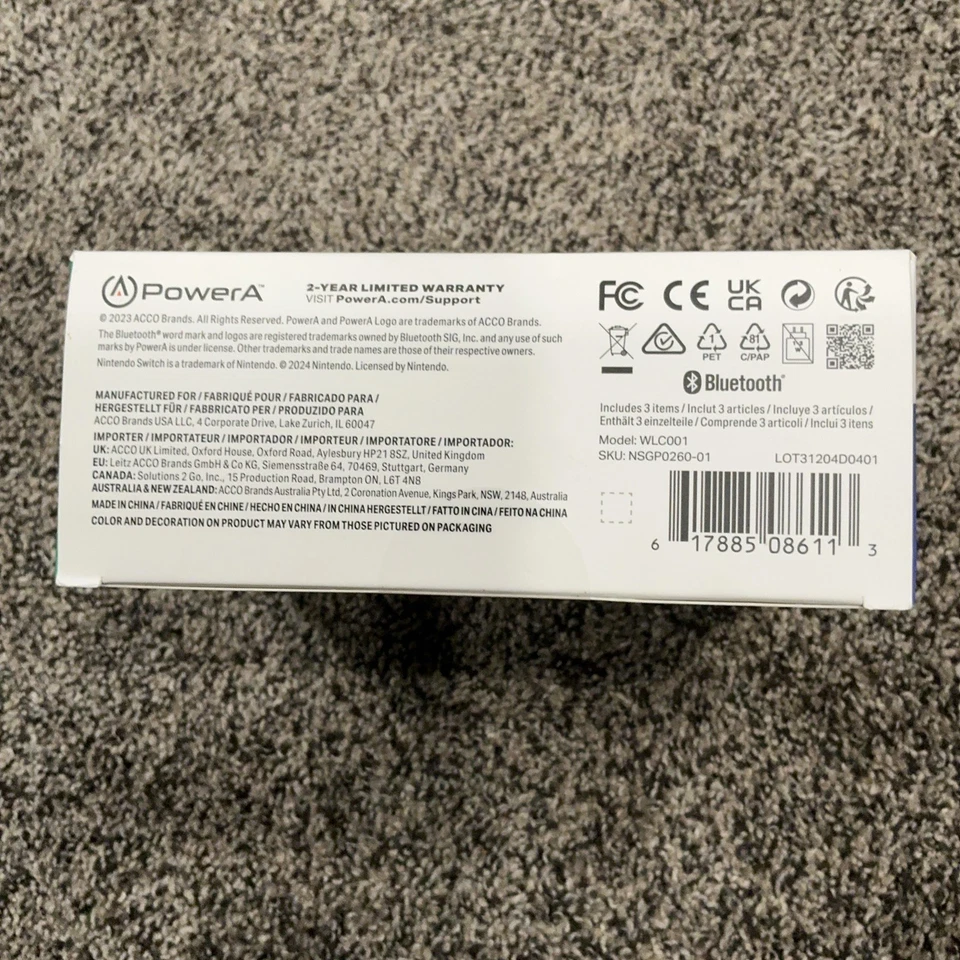 PowerA
2-YEAR LIMITED WARRANTY
VISIT PowerA.com/Support
© 2023 ACCO Brands. All Rights Reserved. PowerA and PowerA Logo are trademarks of ACCO Brands.
The Bluetooth® word mark and logos are registered trademarks owned by Bluetooth SIG, Inc. and any use of such
marks by PowerA is under license. Other trademarks and trade names are those of their respective owners.
Nintendo Switch is a trademark of Nintendo. © 2024 Nintendo. Licensed by Nintendo.
MANUFACTURED FOR / FABRIQUÉ POUR / FABRICADO PARA /
HERGESTELLT FÜR / FABBRICATO PER / PRODUZIDO PARA
ACCO Brands USA LLC, 4 Corporate Drive, Lake Zurich, IL 60047
IMPORTER / IMPORTATEUR / IMPORTADOR / IMPORTEUR / IMPORTATORE / IMPORTADOR:
UK: ACCO UK Limited, Oxford House, Oxford Road, Aylesbury HP21 8SZ, United Kingdom
EU: Leitz ACCO Brands GmbH & Co KG, Siemensstraße 64, 70469, Stuttgart, Germany
CANADA: Solutions 2 Go, Inc., 15 Production Road, Brampton ON, L6T 4N8
AUSTRALIA & NEW ZEALAND: ACCO Brands Australia Pty Ltd, 2 Coronation Avenue, Kings Park, NSW, 2148, Australia
MADE IN CHINA / FABRIQUÉ EN CHINE / HECHO EN CHINA / IN CHINA HERGESTELLT / FATTO IN CINA / FEITO NA CHINA
COLOR AND DECORATION ON PRODUCT MAY VARY FROM THOSE PICTURED ON PACKAGING
FC CE UK
CA
1
PET
81
C/PAP
Bluetooth®
Includes 3 items / Inclut 3 articles / Incluye 3 artículos /
Enthält 3 einzelteile / Comprende 3 articoli / Inclui 3 itens
Model: WLC001
SKU: NSGP0260-01
LOT31204D0401
6 17885 08611 3